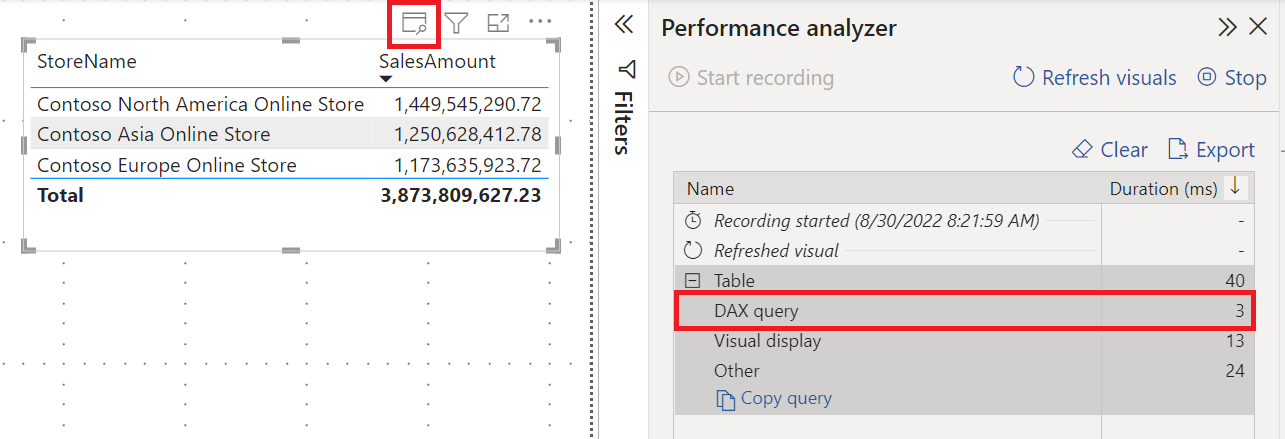 StoreName SalesAmount
Contoso North America Online Store 1,449,545,290.72
Contoso Asia Online Store 1,250,628,412.78
Contoso Europe Online Store 1,173,635,923.72
Total 3,873,809,627.23
Filters
Performance analyzer
Start recording Refresh visuals Stop
Clear Export
Name Duration (ms)
Recording started (8/30/2022 8:21:59 AM) -
Refreshed visual -
Table 40
DAX query 3
Visual display 13
Other 24
Copy query